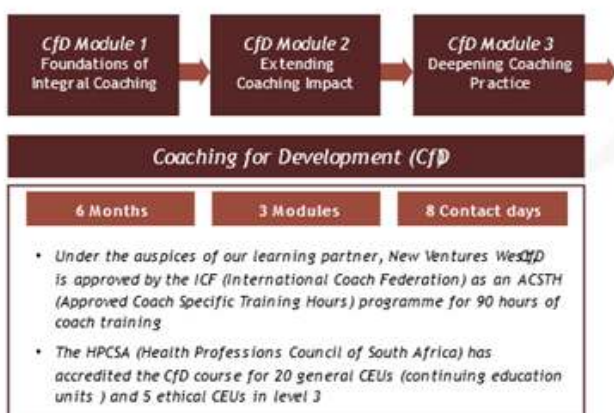 CfD Module 1
Foundations of
Integral Coaching
CfD Module 2
Extending
Coaching Impact
CfD Module 3
Deepening Coaching
Practice
Coaching for Development (CfD)
6 Months
3 Modules
8 Contact days
• Under the auspices of our learning partner, New Ventures West, CfD
is approved by the ICF (International Coach Federation) as an ACSTH
(Approved Coach Specific Training Hours) programme for 90 hours of
coach training
• The HPCSA (Health Professions Council of South Africa) has
accredited the CfD course for 20 general CEUs (continuing education
units ) and 5 ethical CEUs in level 3